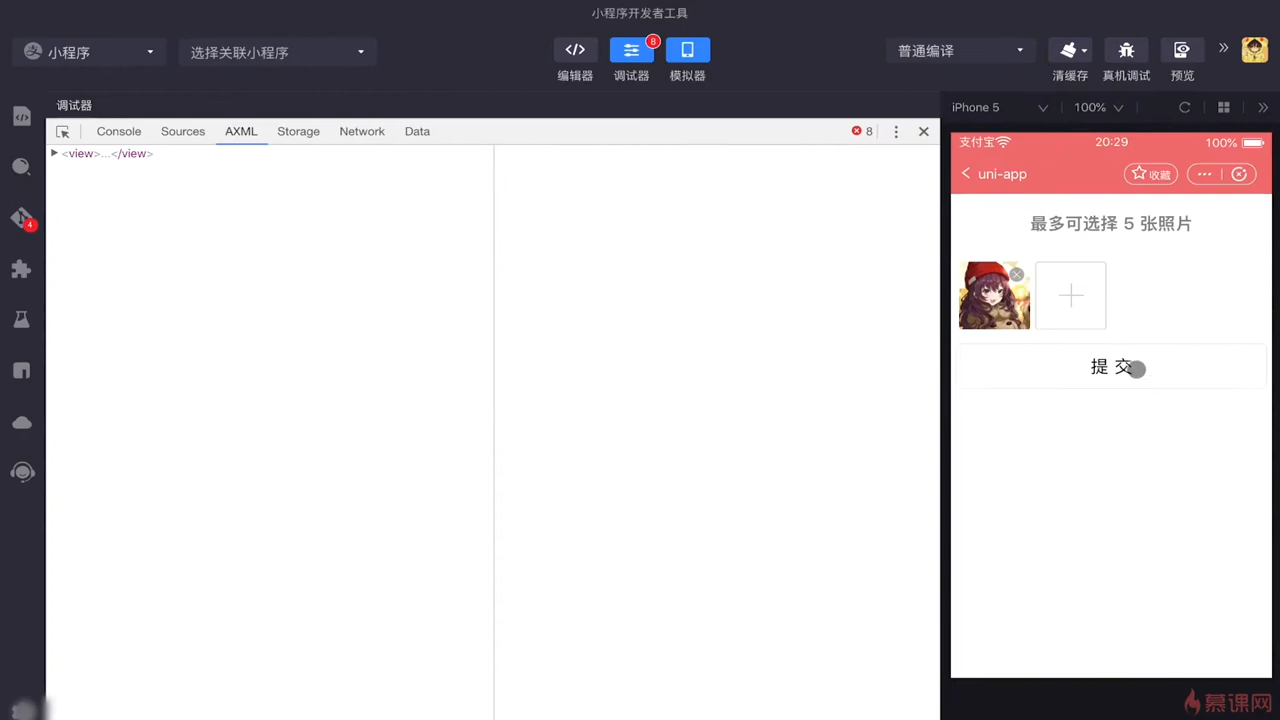 小程序开发者工具
小程序
选择关联小程序
8
编辑器
调试器
模拟器
普通编译
清缓存
真机调试
预览
调试器
iPhone 5
100%
Console
Sources
AXML
Storage
Network
Data
8
<view>...</view>
4
支付宝
20:29
100%
uni-app
收藏
最多可选择 5 张照片
提 交
慕课网